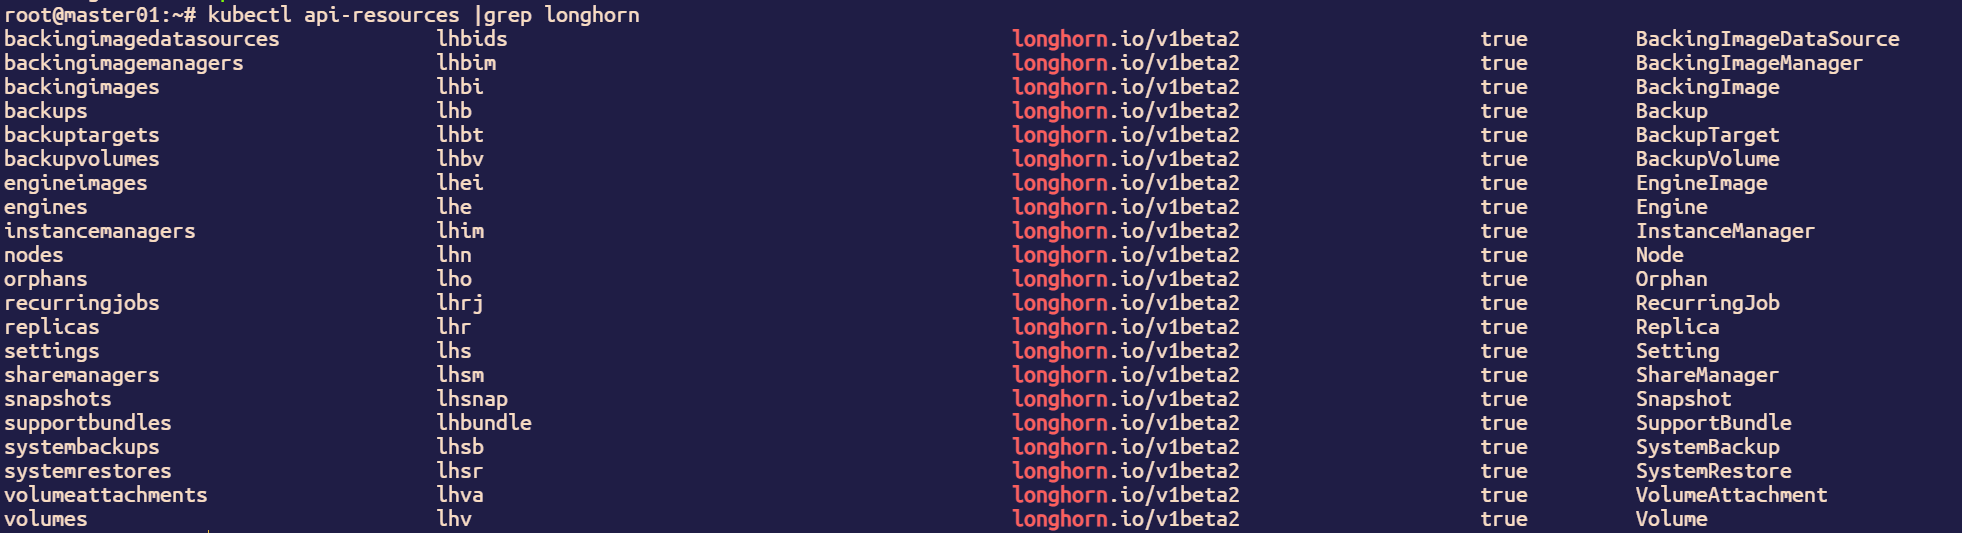 root@master01:~# kubectl api-resources |grep longhorn
backingimagedatasources lhbids longhorn.io/v1beta2 true BackingImageDataSource
backingimagemanagers lhbim longhorn.io/v1beta2 true BackingImageManager
backingimages lhbi longhorn.io/v1beta2 true BackingImage
backups lhb longhorn.io/v1beta2 true Backup
backuptargets lhbt longhorn.io/v1beta2 true BackupTarget
backupvolumes lhbv longhorn.io/v1beta2 true BackupVolume
engineimages lhei longhorn.io/v1beta2 true EngineImage
engines lhe longhorn.io/v1beta2 true Engine
instancemanagers lhim longhorn.io/v1beta2 true InstanceManager
nodes lhn longhorn.io/v1beta2 true Node
orphans lho longhorn.io/v1beta2 true Orphan
recurringjobs lhrj longhorn.io/v1beta2 true RecurringJob
replicas lhr longhorn.io/v1beta2 true Replica
settings lhs longhorn.io/v1beta2 true Setting
sharemanagers lhsm longhorn.io/v1beta2 true ShareManager
snapshots lhsnap longhorn.io/v1beta2 true Snapshot
supportbundles lhbundle longhorn.io/v1beta2 true SupportBundle
systembackups lhsb longhorn.io/v1beta2 true SystemBackup
systemrestores lhsr longhorn.io/v1beta2 true SystemRestore
volumeattachments lhva longhorn.io/v1beta2 true VolumeAttachment
volumes lhv longhorn.io/v1beta2 true Volume